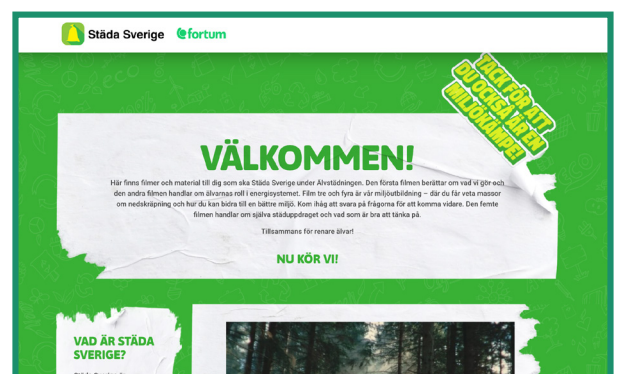 Städa Sverige
fortum
TACK FÖR ATT
DU OCKSÅ ÄR EN
MILJÖKÄMPE!
VÄLKOMMEN!
Här finns filmer och material till dig som ska Städa Sverige under Älvstädningen. Den första filmen berättar om vad vi gör och
den andra filmen handlar om älvarnas roll i energisystemet. Film tre och fyra är vår miljöutbildning – där du får veta massor
om nedskräpning och hur du kan bidra till en bättre miljö. Kom ihåg att svara på frågorna för att komma vidare. Den femte
filmen handlar om själva städuppdraget och vad som är bra att tänka på.
Tillsammans för renare älvar!
NU KÖR VI!
VAD ÄR STÄDA
SVERIGE?